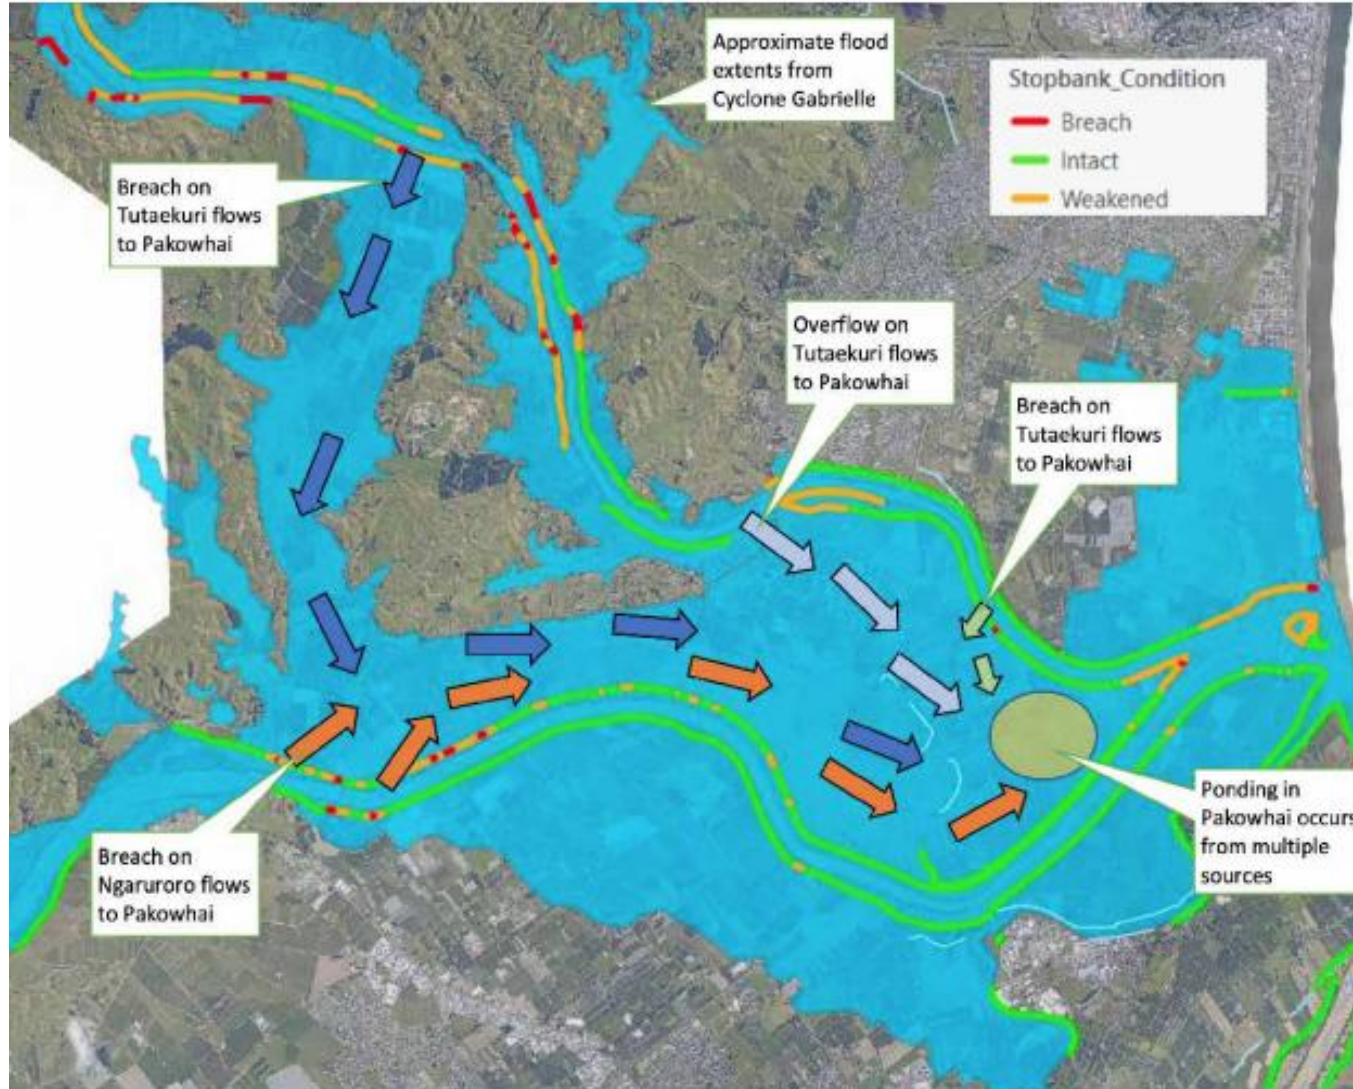 Approximate flood
extents from
Cyclone Gabrielle
Stopbank_Condition
Breach
Intact
Weakened
Breach on
Tutaekuri flows
to Pakowhai
Overflow on
Tutaekuri flows
to Pakowhai
Breach on
Tutaekuri flows
to Pakowhai
Ponding in
Pakowhai occurs
from multiple
sources
Breach on
Ngaruroro flows
to Pakowhai